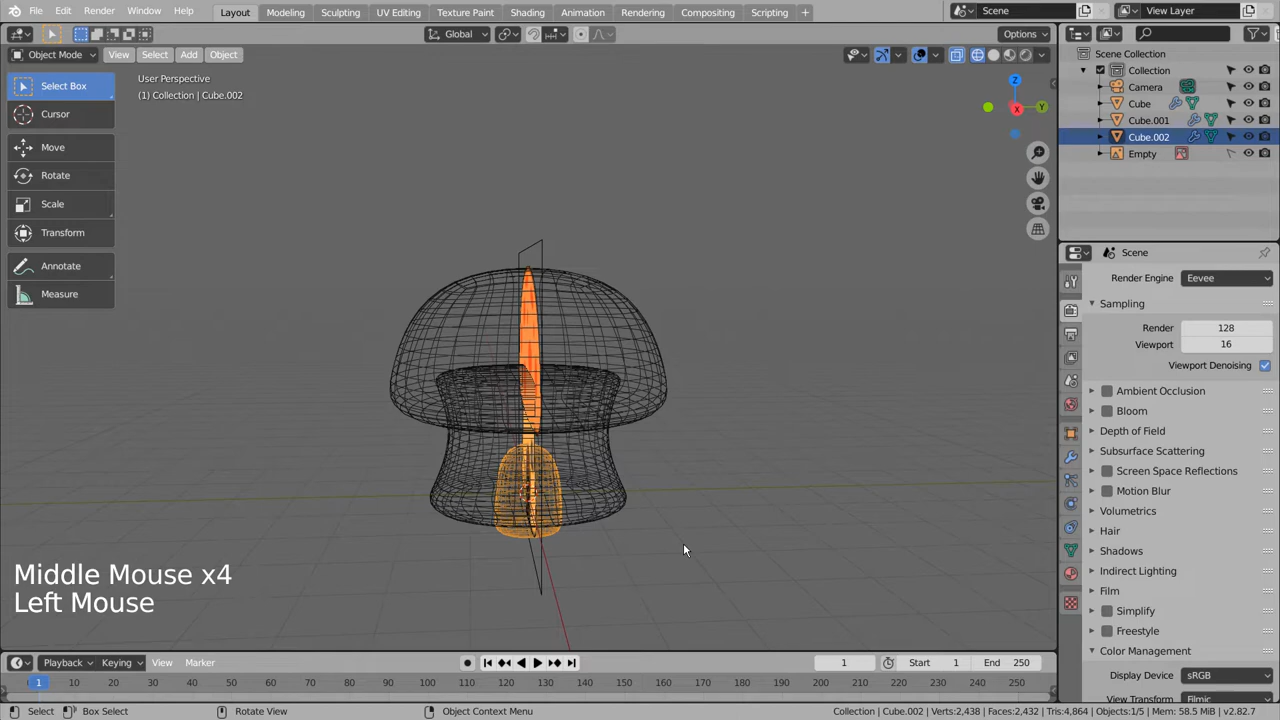 File Edit Render Window Help Layout Modeling Sculpting UV Editing Texture Paint Shading Animation Rendering Compositing Scripting + Scene View Layer
Global Options
Object Mode View Select Add Object
Select Box
Cursor
Move
Rotate
Scale
Transform
Annotate
Measure
User Perspective
(1) Collection | Cube.002
Z
Y
X
Middle Mouse x4
Left Mouse
Scene Collection
Collection
Camera
Cube
Cube.001
Cube.002
Empty
Scene
Render Engine Eevee
Sampling
Render 128
Viewport 16
Viewport Denoising
Ambient Occlusion
Bloom
Depth of Field
Subsurface Scattering
Screen Space Reflections
Motion Blur
Volumetrics
Hair
Shadows
Indirect Lighting
Film
Simplify
Freestyle
Color Management
Display Device sRGB
View Transform Filmic
Playback Keying View Marker 1 Start 1 End 250
1 10 20 30 40 50 60 70 80 90 100 110 120 130 140 150 160 170 180 190 200 210 220 230 240 250
Select Box Select Rotate View Object Context Menu Collection | Cube.002 | Verts:2,438 | Faces:2,432 | Tris:4,864 | Objects:1/5 | Mem: 58.5 MiB | v2.82.7